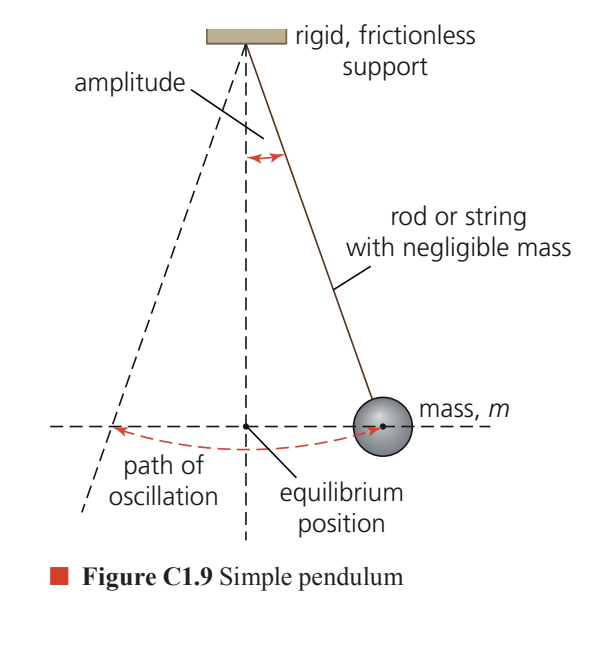 rigid, frictionless
support
amplitude
rod or string
with negligible mass
mass, m
path of
oscillation
equilibrium
position
Figure C1.9 Simple pendulum